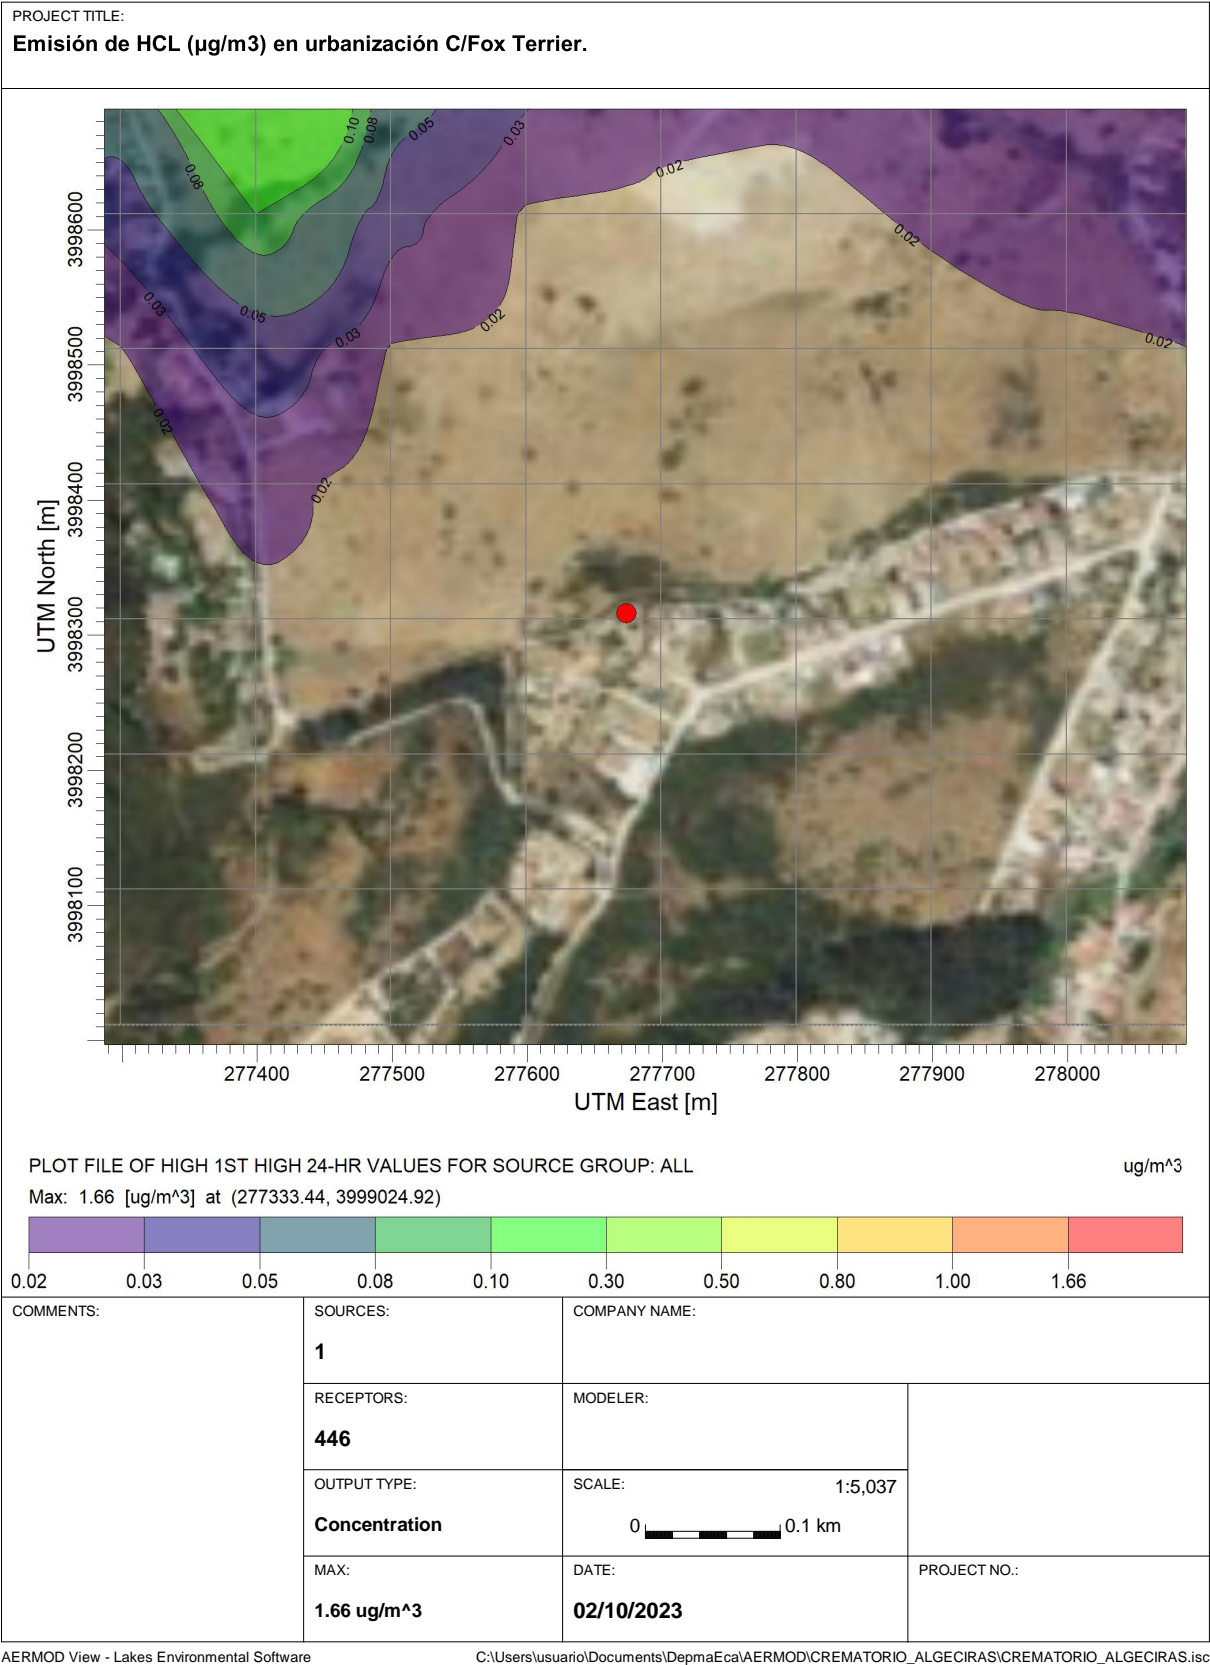 PROJECT TITLE:
Emisión de HCL (µg/m3) en urbanización C/Fox Terrier.
0.10
0.08
0.05
0.03
0.08
0.02
0.02
0.03
0.05
0.03
0.02
0.02
0.02
0.02
UTM North [m]
3998600
3998500
3998400
3998300
3998200
3998100
277400 277500 277600 277700 277800 277900 278000
UTM East [m]
PLOT FILE OF HIGH 1ST HIGH 24-HR VALUES FOR SOURCE GROUP: ALL ug/m^3
Max: 1.66 [ug/m^3] at (277333.44, 3999024.92)
0.02 0.03 0.05 0.08 0.10 0.30 0.50 0.80 1.00 1.66
COMMENTS:
SOURCES:
1
COMPANY NAME:
RECEPTORS:
446
MODELER:
OUTPUT TYPE:
Concentration
SCALE: 1:5,037
0 0.1 km
MAX:
1.66 ug/m^3
DATE:
02/10/2023
PROJECT NO.:
AERMOD View - Lakes Environmental Software C:\Users\usuario\Documents\DepmaEca\AERMOD\CREMATORIO_ALGECIRAS\CREMATORIO_ALGECIRAS.isc